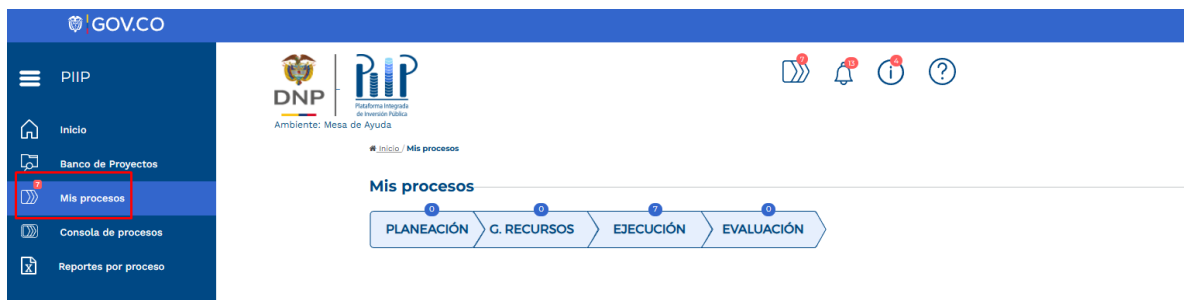 GOV.CO
PIIP
Inicio
Banco de Proyectos
7
Mis procesos
Consola de procesos
Reportes por proceso
DNP
PIIP
Plataforma Integrada
de Inversión Pública
Ambiente: Mesa de Ayuda
7
13
4
Inicio / Mis procesos
Mis procesos
0 0 7 0
PLANEACIÓN G. RECURSOS EJECUCIÓN EVALUACIÓN